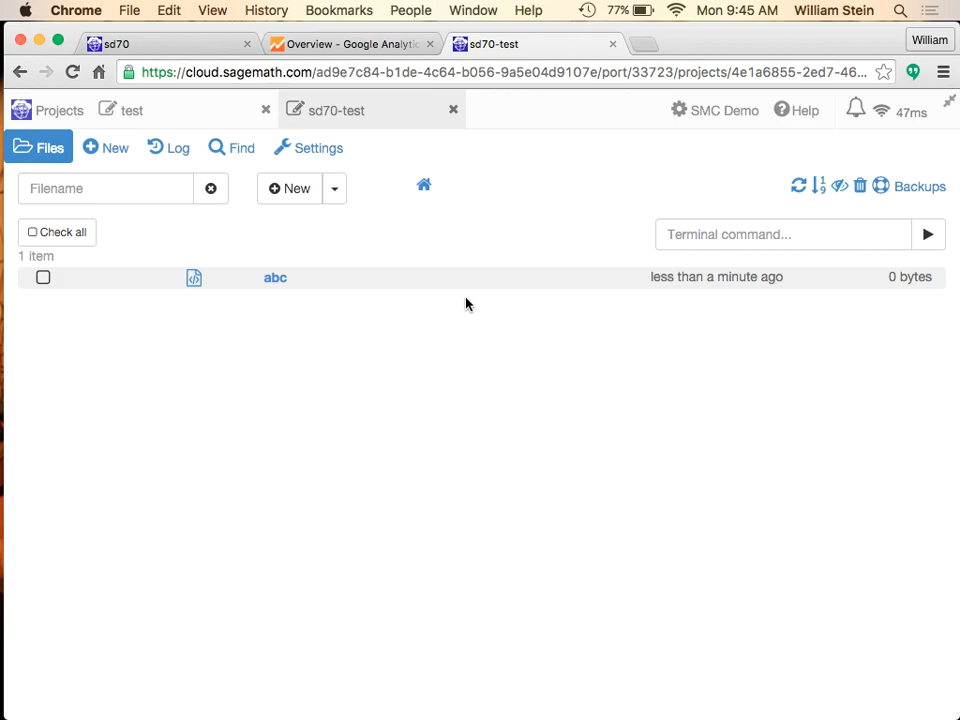 Chrome File Edit View History Bookmarks People Window Help 77% Mon 9:45 AM William Stein
sd70 Overview - Google Analytic sd70-test William
https://cloud.sagemath.com/ad9e7c84-b1de-4c64-b056-9a5e04d9107e/port/33723/projects/4e1a6855-2ed7-46...
Projects test sd70-test SMC Demo Help 47ms
Files New Log Find Settings
Filename New Backups
Check all Terminal command...
1 item
abc less than a minute ago 0 bytes